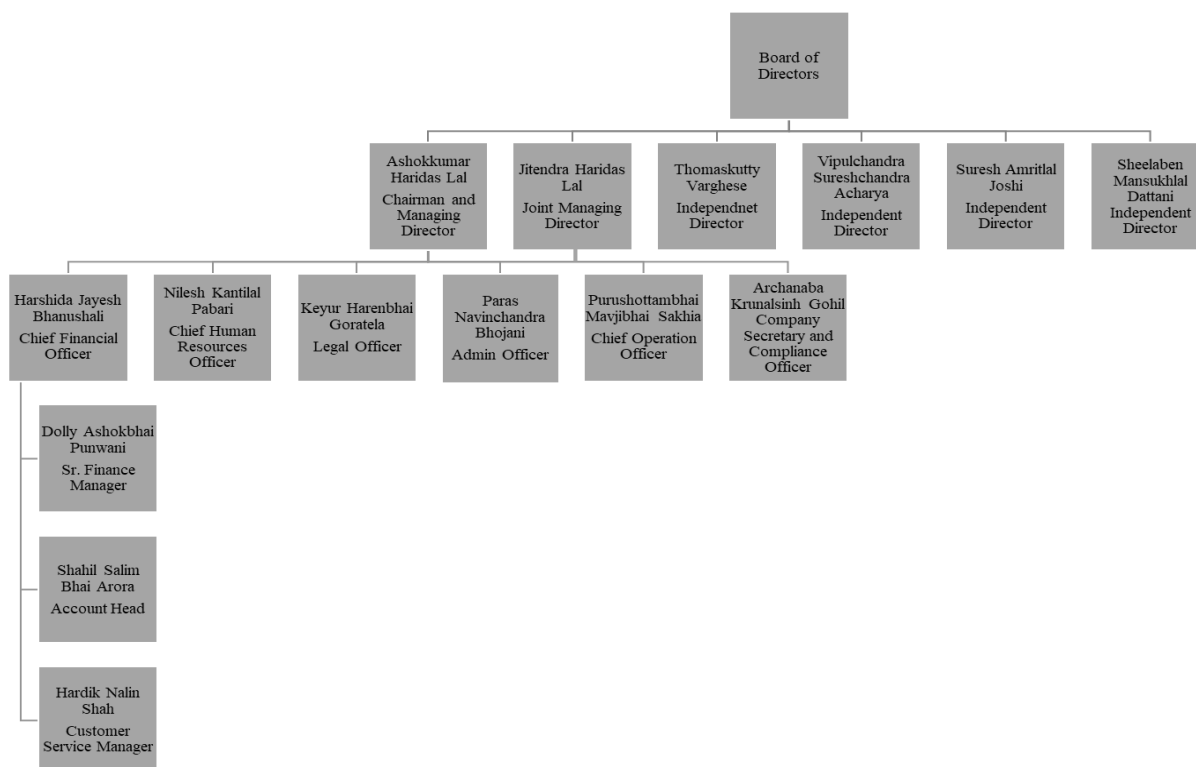 Board of
Directors
Ashokkumar
Haridas Lal
Chairman and
Managing
Director
Jitendra Haridas
Lal
Joint Managing
Director
Thomaskutty
Varghese
Independnet
Director
Vipulchandra
Sureshchandra
Acharya
Independent
Director
Suresh Amritlal
Joshi
Independent
Director
Sheelaben
Mansukhlal
Dattani
Independent
Director
Harshida Jayesh
Bhanushali
Chief Financial
Officer
Nilesh Kantilal
Pabari
Chief Human
Resources
Officer
Keyur Harenbhai
Goratela
Legal Officer
Paras
Navinchandra
Bhojani
Admin Officer
Purushottambhai
Mavjibhai Sakhia
Chief Operation
Officer
Archanaba
Krunalsinh Gohil
Company
Secretary and
Compliance
Officer
Dolly Ashokbhai
Punwani
Sr. Finance
Manager
Shahil Salim
Bhai Arora
Account Head
Hardik Nalin
Shah
Customer
Service Manager